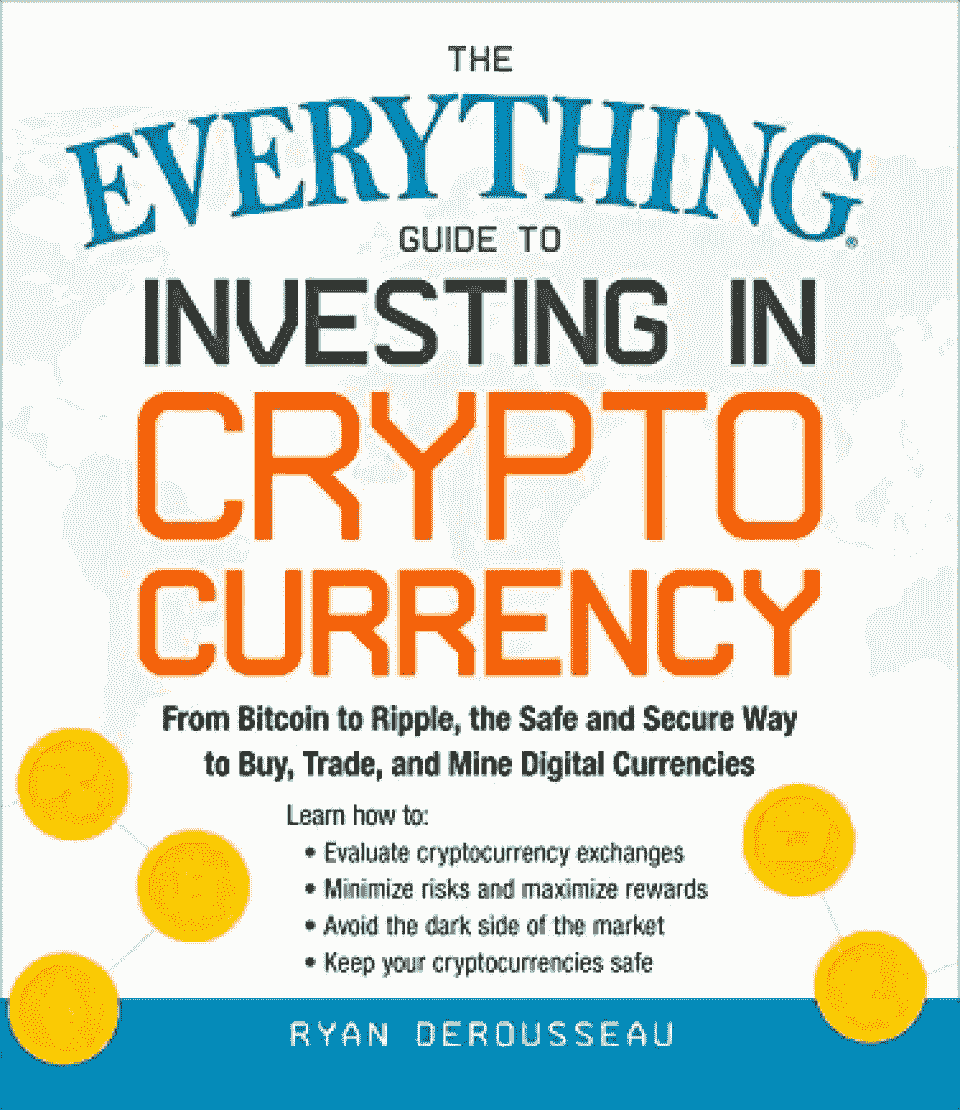 THE
EVERYTHING®
GUIDE TO
INVESTING IN
CRYPTO
CURRENCY
From Bitcoin to Ripple, the Safe and Secure Way
to Buy, Trade, and Mine Digital Currencies
Learn how to:
• Evaluate cryptocurrency exchanges
• Minimize risks and maximize rewards
• Avoid the dark side of the market
• Keep your cryptocurrencies safe
RYAN DEROUSSEAU